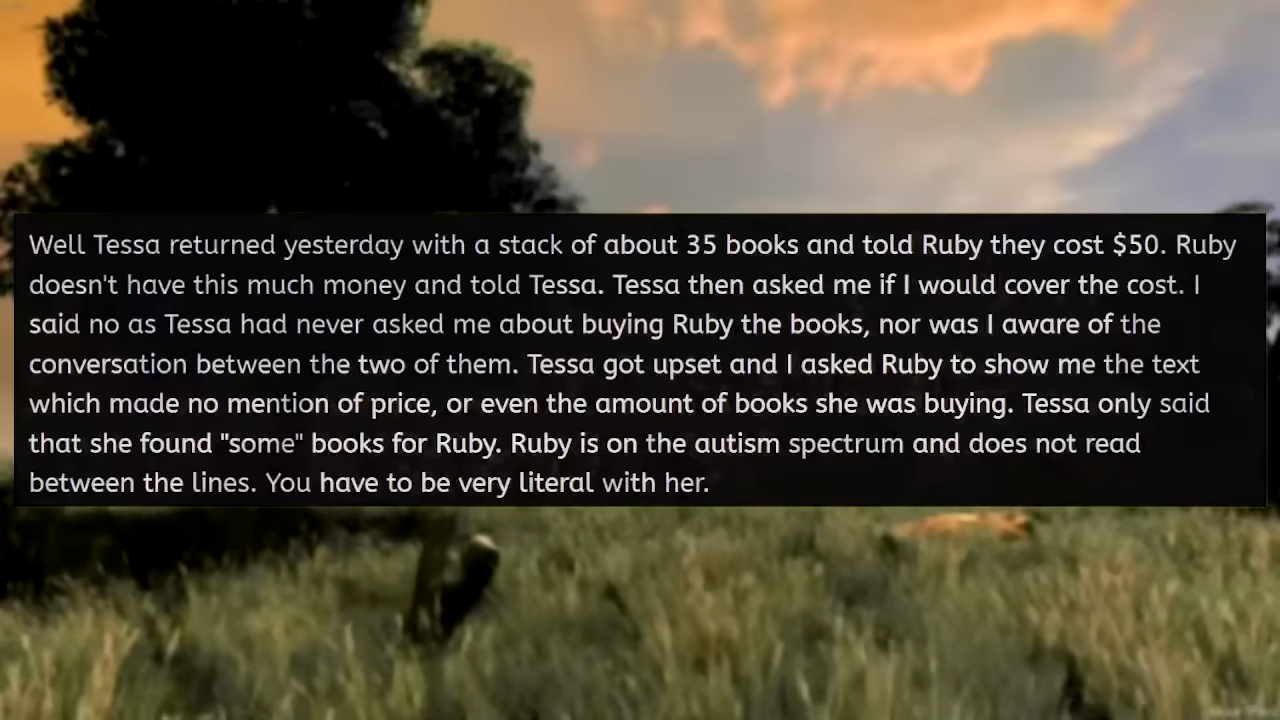 Well Tessa returned yesterday with a stack of about 35 books and told Ruby they cost $50. Ruby
doesn't have this much money and told Tessa. Tessa then asked me if I would cover the cost. I
said no as Tessa had never asked me about buying Ruby the books, nor was I aware of the
conversation between the two of them. Tessa got upset and I asked Ruby to show me the text
which made no mention of price, or even the amount of books she was buying. Tessa only said
that she found "some" books for Ruby. Ruby is on the autism spectrum and does not read
between the lines. You have to be very literal with her.